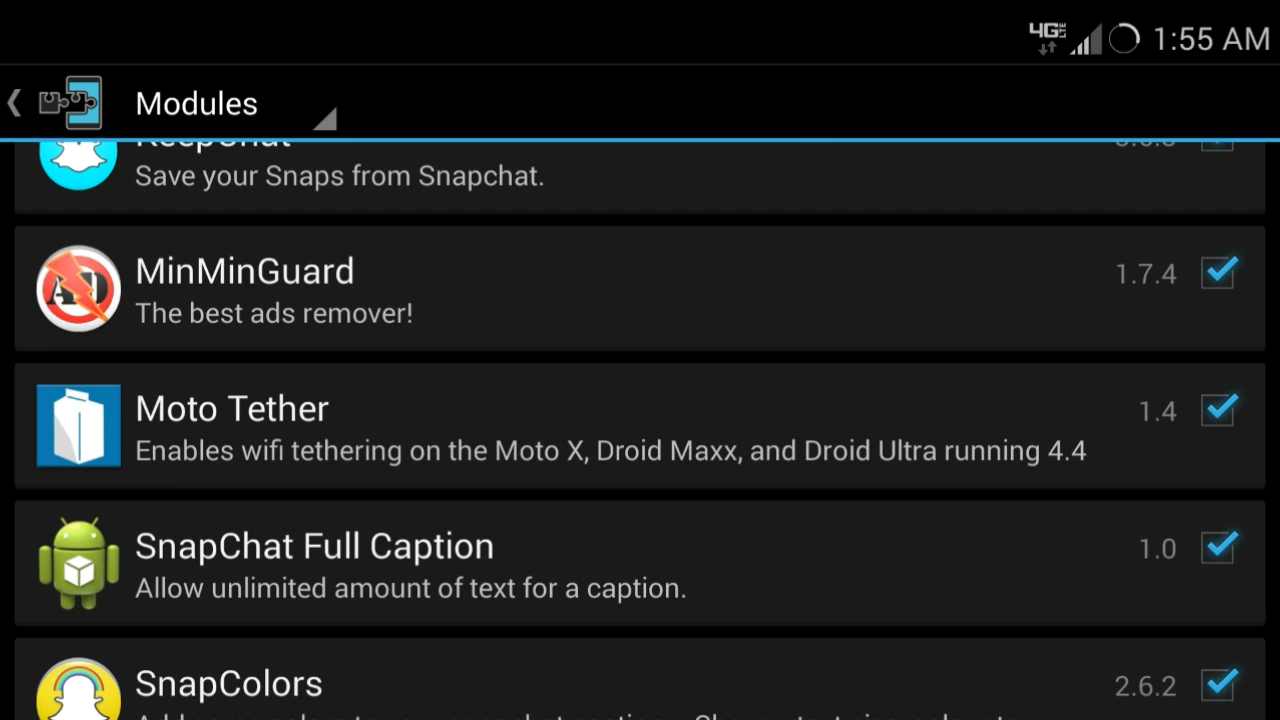 4G LTE 1:55 AM
Modules
KeepChat
Save your Snaps from Snapchat.
MinMinGuard 1.7.4
The best ads remover!
Moto Tether 1.4
Enables wifi tethering on the Moto X, Droid Maxx, and Droid Ultra running 4.4
SnapChat Full Caption 1.0
Allow unlimited amount of text for a caption.
SnapColors 2.6.2